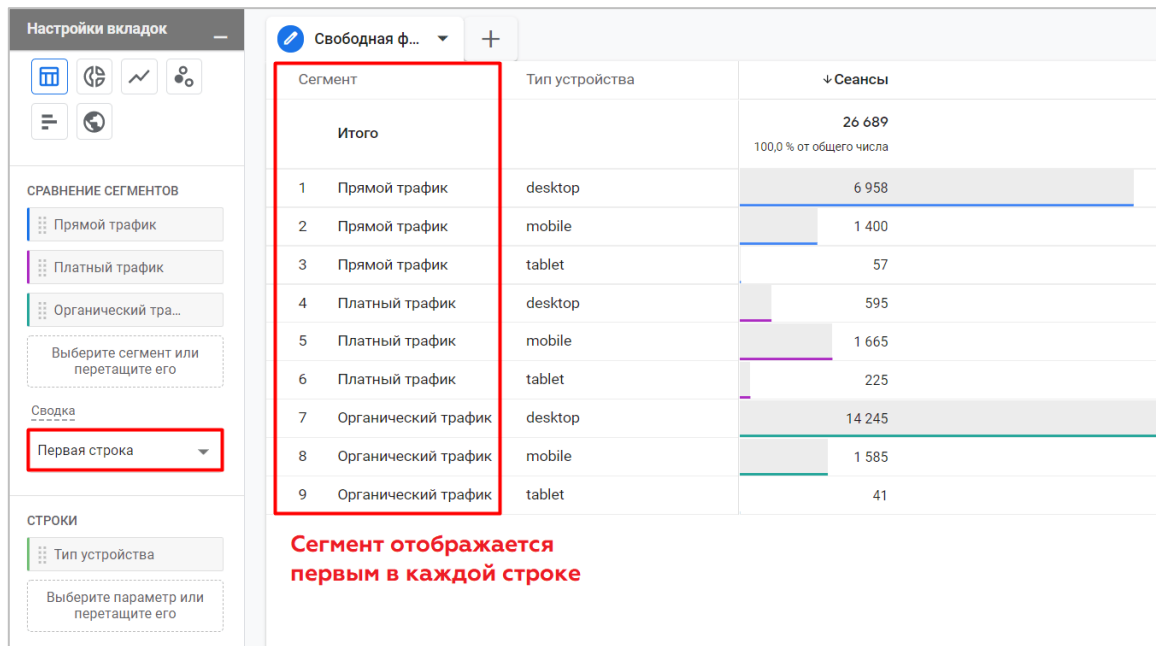 Настройки вкладок
СРАВНЕНИЕ СЕГМЕНТОВ
Прямой трафик
Платный трафик
Органический тра...
Выберите сегмент или
перетащите его
Сводка
Первая строка
СТРОКИ
Тип устройства
Выберите параметр или
перетащите его
Свободная ф...
Сегмент Тип устройства ↓Сеансы
Итого 26 689
100,0 % от общего числа
1 Прямой трафик desktop 6 958
2 Прямой трафик mobile 1 400
3 Прямой трафик tablet 57
4 Платный трафик desktop 595
5 Платный трафик mobile 1 665
6 Платный трафик tablet 225
7 Органический трафик desktop 14 245
8 Органический трафик mobile 1 585
9 Органический трафик tablet 41
Сегмент отображается
первым в каждой строке